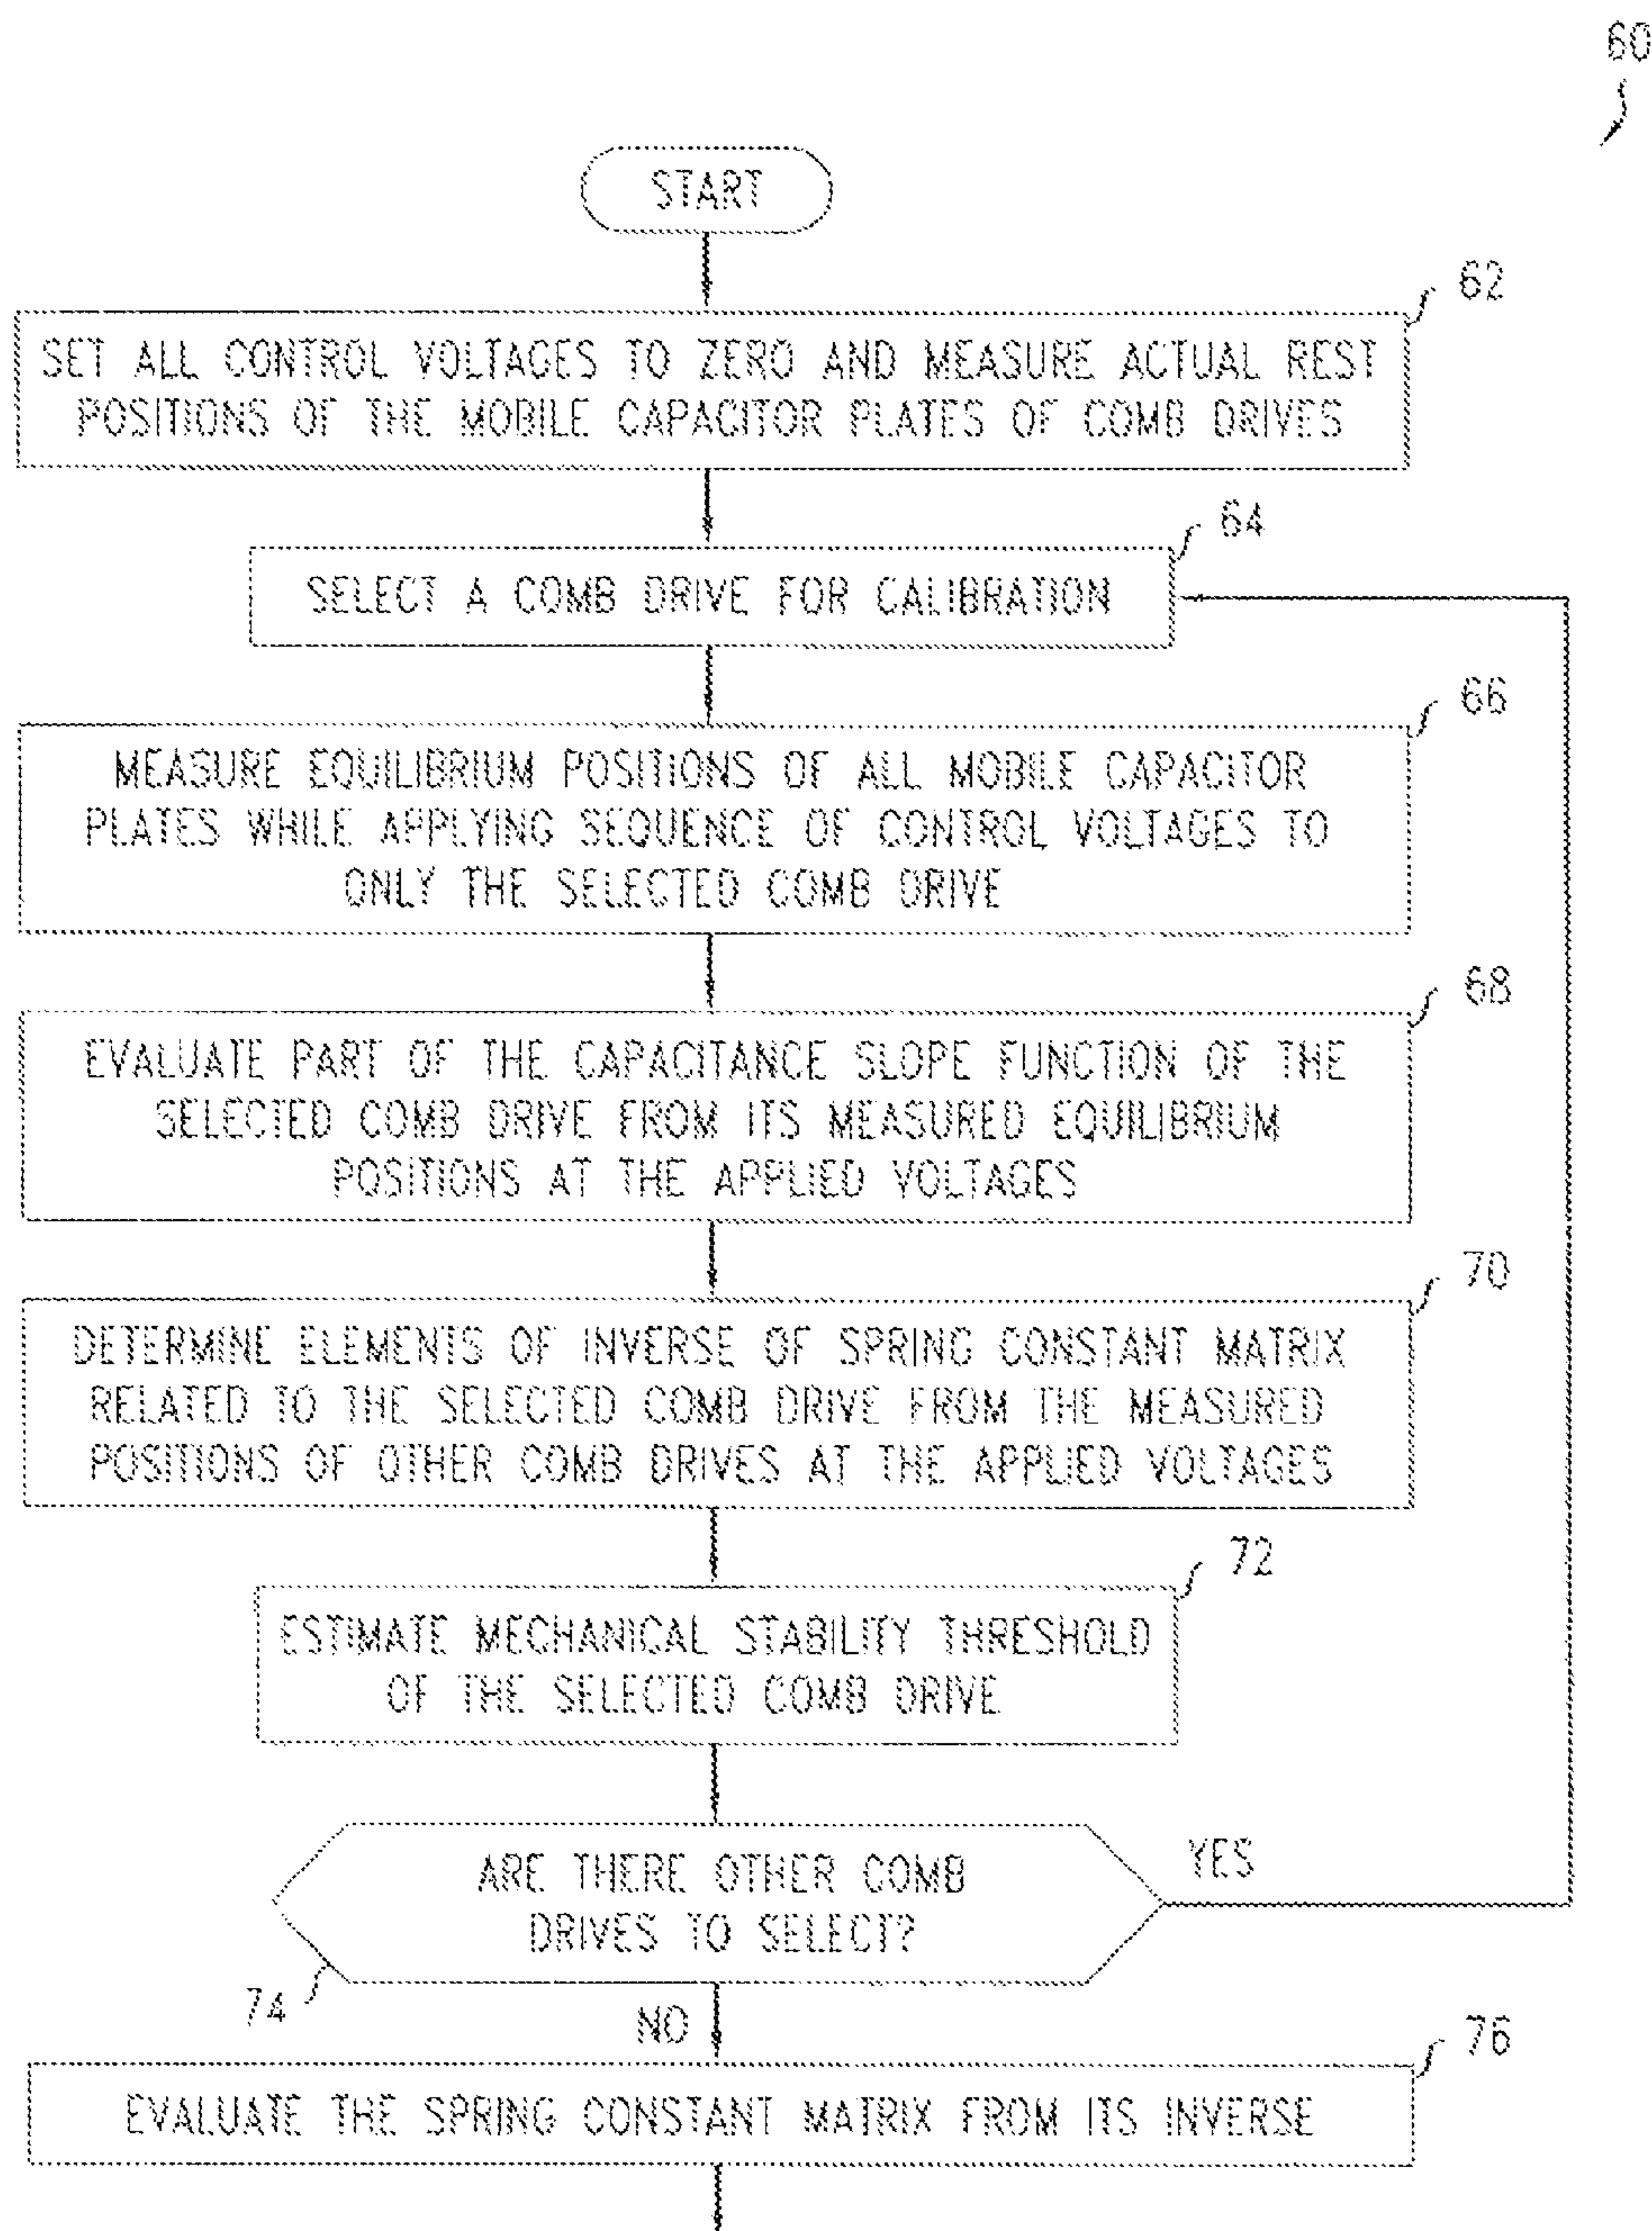 60
START
62
SET ALL CONTROL VOLTAGES TO ZERO AND MEASURE ACTUAL REST
POSITIONS OF THE MOBILE CAPACITOR PLATES OF COMB DRIVES
64
SELECT A COMB DRIVE FOR CALIBRATION
66
MEASURE EQUILIBRIUM POSITIONS OF ALL MOBILE CAPACITOR
PLATES WHILE APPLYING SEQUENCE OF CONTROL VOLTAGES TO
ONLY THE SELECTED COMB DRIVE
68
EVALUATE PART OF THE CAPACITANCE SLOPE FUNCTION OF THE
SELECTED COMB DRIVE FROM ITS MEASURED EQUILIBRIUM
POSITIONS AT THE APPLIED VOLTAGES
70
DETERMINE ELEMENTS OF INVERSE OF SPRING CONSTANT MATRIX
RELATED TO THE SELECTED COMB DRIVE FROM THE MEASURED
POSITIONS OF OTHER COMB DRIVES AT THE APPLIED VOLTAGES
72
ESTIMATE MECHANICAL STABILITY THRESHOLD
OF THE SELECTED COMB DRIVE
ARE THERE OTHER COMB
DRIVES TO SELECT?
YES
74
NO
76
EVALUATE THE SPRING CONSTANT MATRIX FROM ITS INVERSE